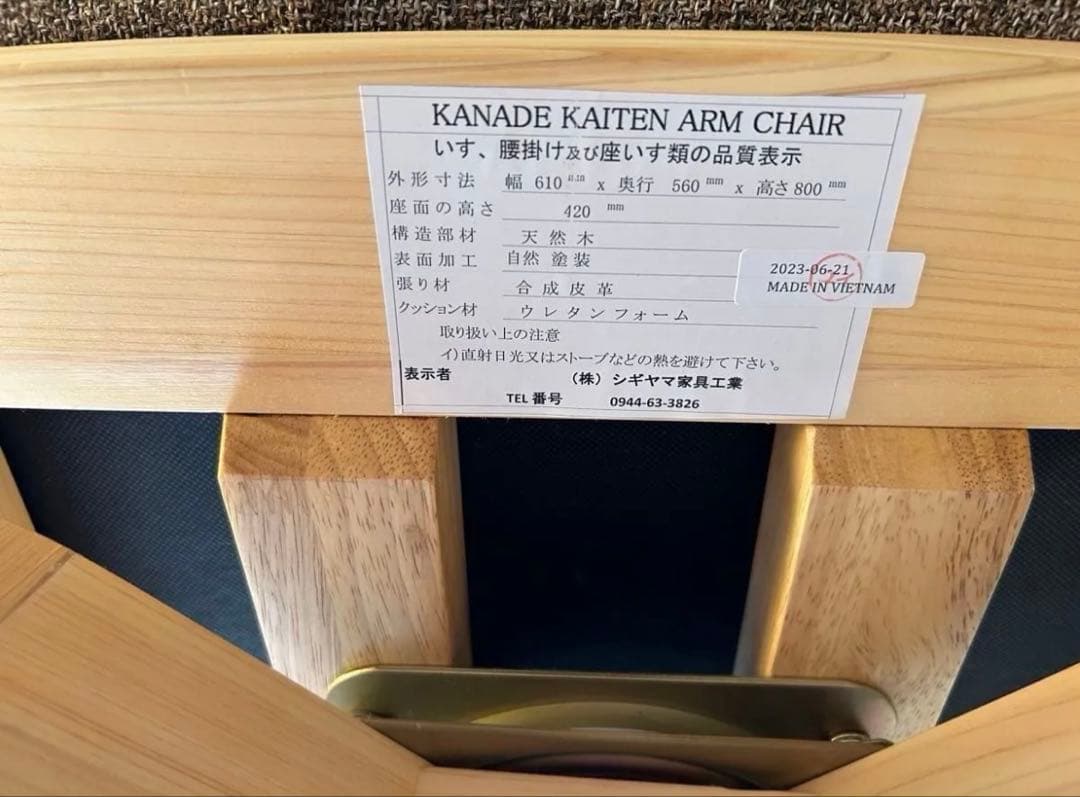 KANADE KAITEN ARM CHAIR
いす、腰掛け及び座いす類の品質表示
外形寸法 幅 610 mm x 奥行 560 mm x 高さ 800 mm
座面の高さ 420 mm
構造部材 天然木
表面加工 自然塗装
張り材 合成皮革
クッション材 ウレタンフォーム
取り扱い上の注意
イ)直射日光又はストーブなどの熱を避けて下さい。
表示者 (株) シギヤマ家具工業
TEL 番号 0944-63-3826
2023-06-21
MADE IN VIETNAM